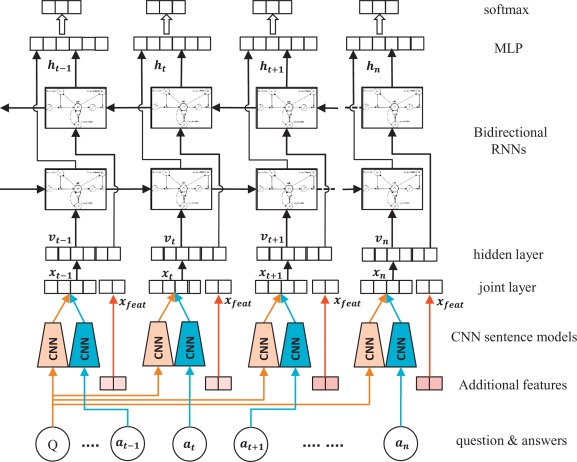 softmax
MLP
h_{t-1} h_t h_{t+1} h_n
Bidirectional
RNNs
v_{t-1} v_t v_{t+1} v_n
hidden layer
x_{t-1} x_t x_{t+1} x_n
joint layer
x_{feat} x_{feat} x_{feat} x_{feat}
CNN CNN CNN CNN CNN CNN CNN CNN
CNN sentence models
Additional features
Q .... a_{t-1} a_t a_{t+1} .... .... a_n
question & answers